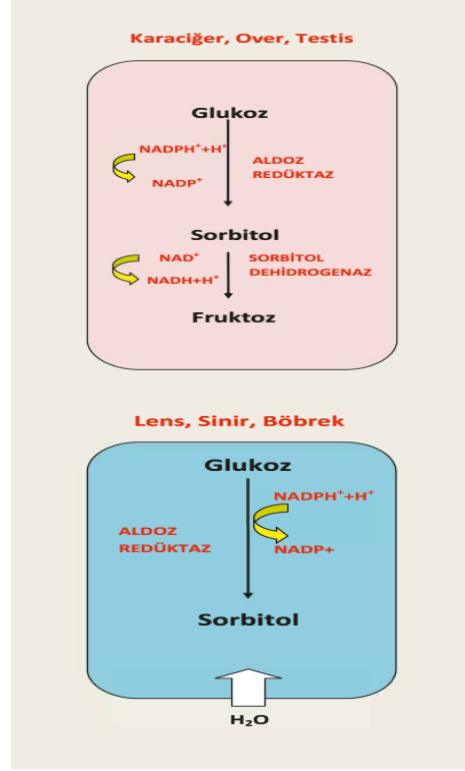 Karaciğer, Over, Testis
Glukoz
NADPH⁺+H⁺
ALDOZ
REDÜKTAZ
NADP⁺
Sorbitol
NAD⁺
SORBİTOL
DEHİDROGENAZ
NADH+H⁺
Fruktoz
Lens, Sinir, Böbrek
Glukoz
NADPH⁺+H⁺
ALDOZ
REDÜKTAZ
NADP+
Sorbitol
H₂O